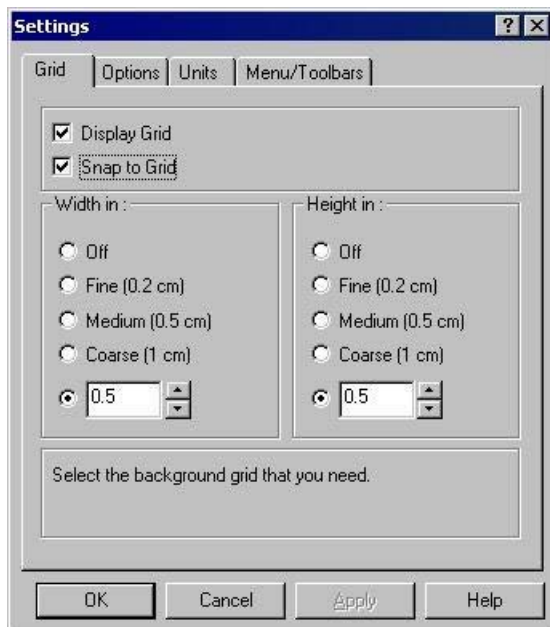 Settings
Grid Options Units Menu/Toolbars
Display Grid
Snap to Grid
Width in :
Off
Fine (0.2 cm)
Medium (0.5 cm)
Coarse (1 cm)
0.5
Height in :
Off
Fine (0.2 cm)
Medium (0.5 cm)
Coarse (1 cm)
0.5
Select the background grid that you need.
OK Cancel Apply Help